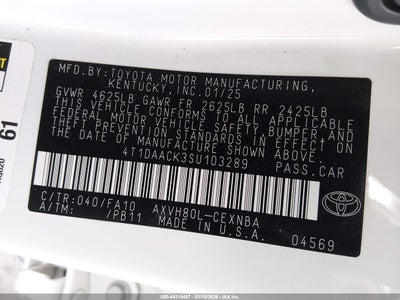 MFD.BY:TOYOTA MOTOR MANUFACTURING,
KENTUCKY,INC.01/25
GVWR 4625LB GAWR FR 2625LB RR 2425LB
THIS VEHICLE CONFORMS TO ALL APPLICABLE
FEDERAL MOTOR VEHICLE SAFETY,BUMPER,AND
THEFT PREVENTION STANDARDS IN EFFECT ON
THE DATE OF MANUFACTURE SHOWN ABOVE.
4T1DAACK3SU103289 PASS.CAR
C/TR:040/FA10 AXVH80L-CEXNBA
A/TM: /PB11 MADE IN U.S.A.
04569
TOYOTA
61